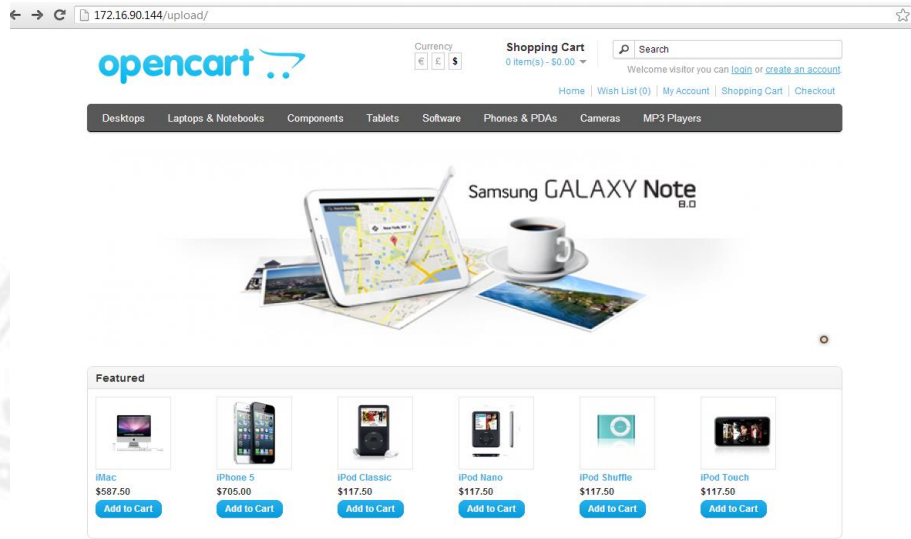 172.16.90.144/upload/
opencart
Currency
€ £ $
Shopping Cart
0 item(s) - $0.00
Search
Welcome visitor you can login or create an account.
Home Wish List (0) My Account Shopping Cart Checkout
Desktops Laptops & Notebooks Components Tablets Software Phones & PDAs Cameras MP3 Players
Samsung GALAXY Note
8.0
New York, NY
Featured
iMac iPhone 5 iPod Classic iPod Nano iPod Shuffle iPod Touch
$587.50 $705.00 $117.50 $117.50 $117.50 $117.50
Add to Cart Add to Cart Add to Cart Add to Cart Add to Cart Add to Cart